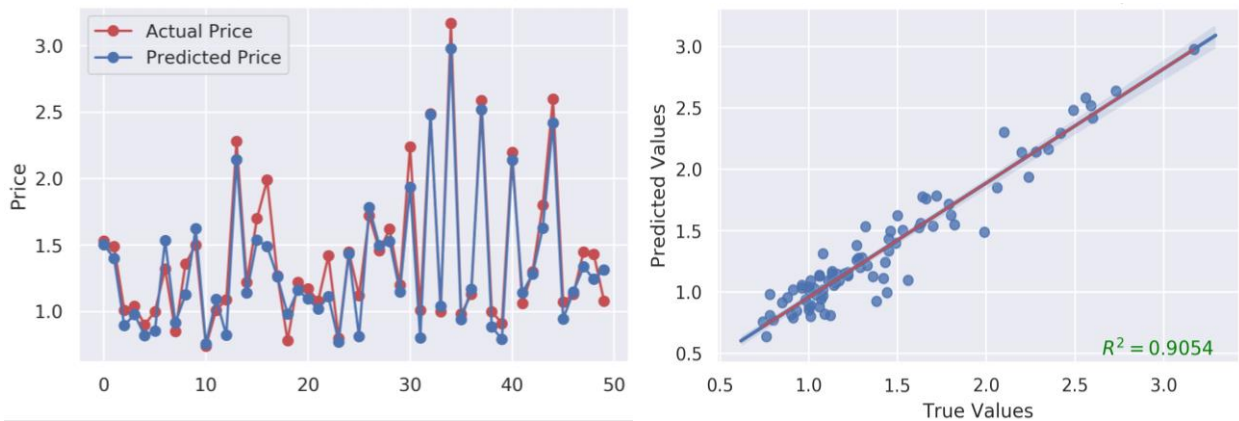 Actual Price
Predicted Price
Price
3.0
2.5
2.0
1.5
1.0
0 10 20 30 40 50
Predicted Values
3.0
2.5
2.0
1.5
1.0
0.5
R² = 0.9054
0.5 1.0 1.5 2.0 2.5 3.0
True Values